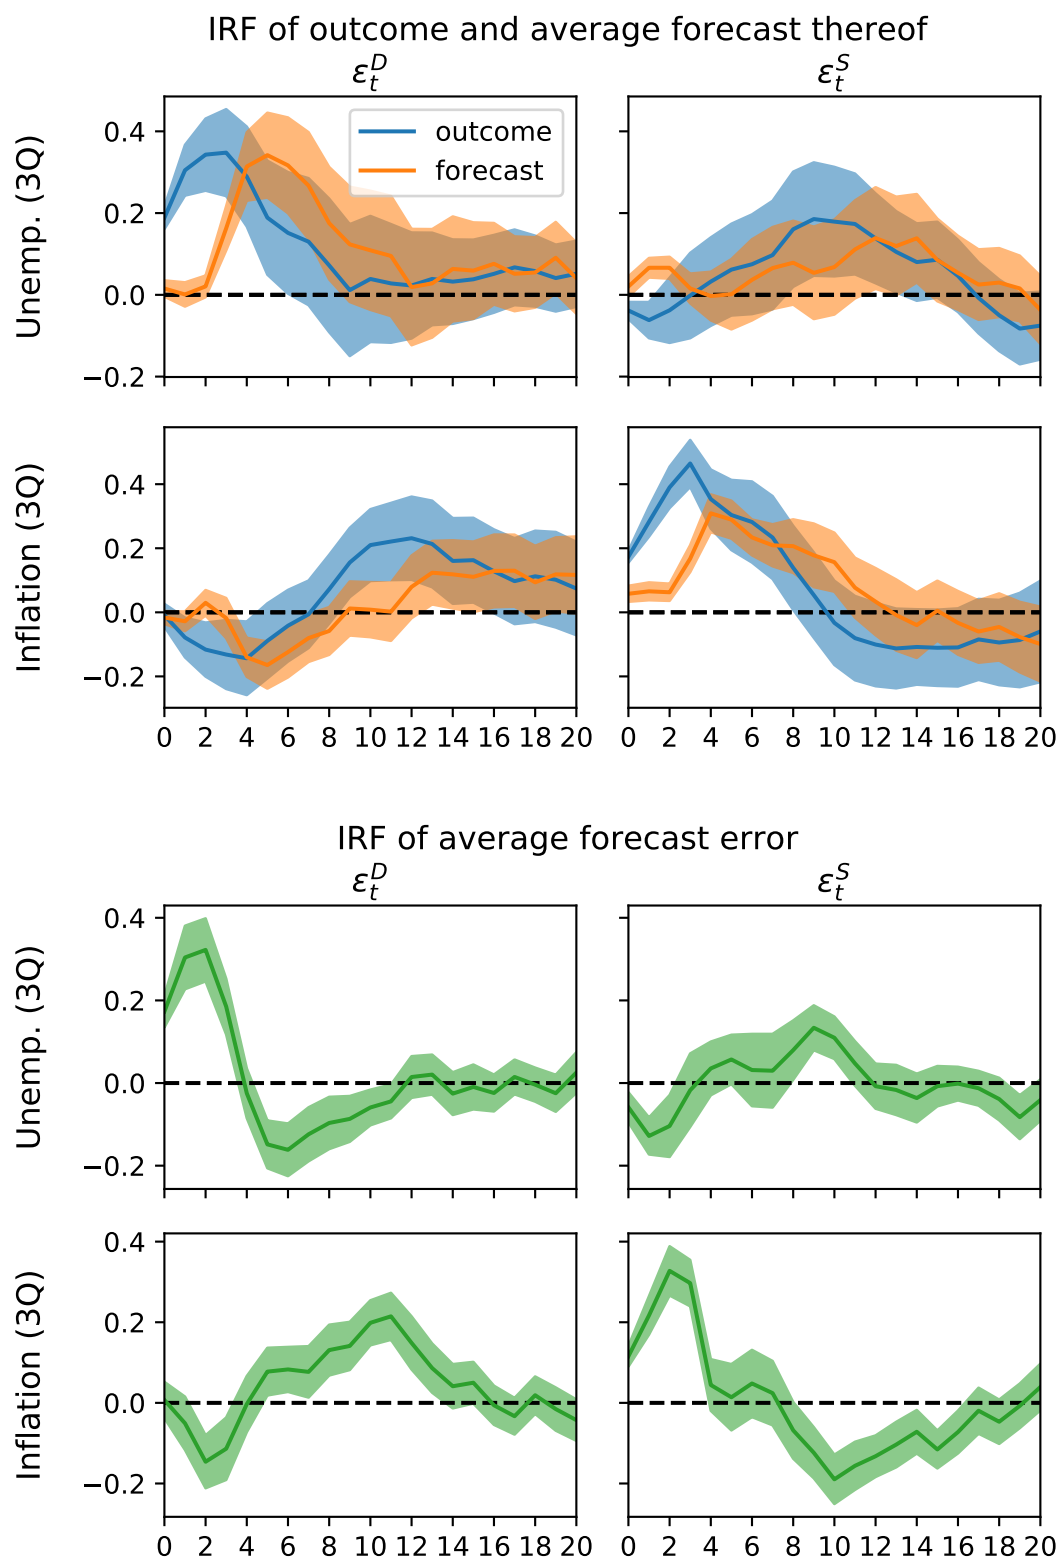 IRF of outcome and average forecast thereof
ε_t^D
ε_t^S
Unemp. (3Q)
0.4
0.2
0.0
−0.2
outcome
forecast
Inflation (3Q)
0.4
0.2
0.0
−0.2
0 2 4 6 8 10 12 14 16 18 20
0 2 4 6 8 10 12 14 16 18 20
IRF of average forecast error
ε_t^D
ε_t^S
Unemp. (3Q)
0.4
0.2
0.0
−0.2
Inflation (3Q)
0.4
0.2
0.0
−0.2
0 2 4 6 8 10 12 14 16 18 20
0 2 4 6 8 10 12 14 16 18 20